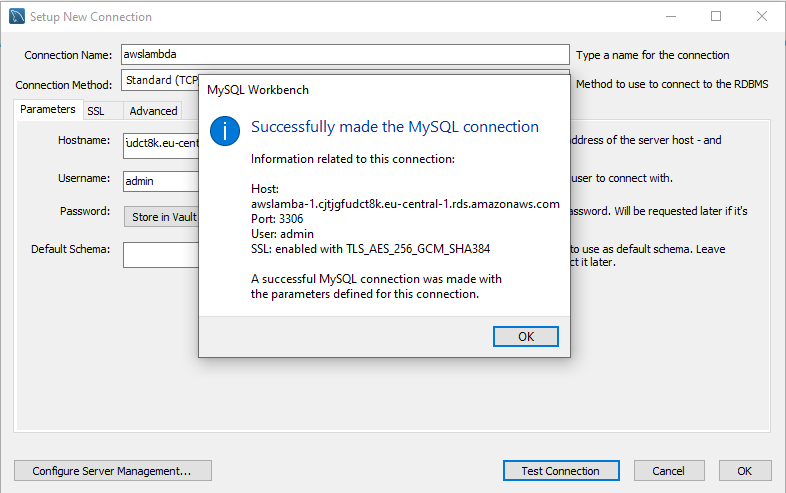 Setup New Connection
Connection Name: awslambda Type a name for the connection
Connection Method: Standard (TCP Method to use to connect to the RDBMS
Parameters SSL Advanced
Hostname: udct8k.eu-cent ddress of the server host - and
Username: admin user to connect with.
Password: Store in Vault assword. Will be requested later if it's
Default Schema: to use as default schema. Leave
ct it later.
MySQL Workbench
Successfully made the MySQL connection
Information related to this connection:
Host:
awslamba-1.cjtjgfudct8k.eu-central-1.rds.amazonaws.com
Port: 3306
User: admin
SSL: enabled with TLS_AES_256_GCM_SHA384
A successful MySQL connection was made with
the parameters defined for this connection.
OK
Configure Server Management... Test Connection Cancel OK